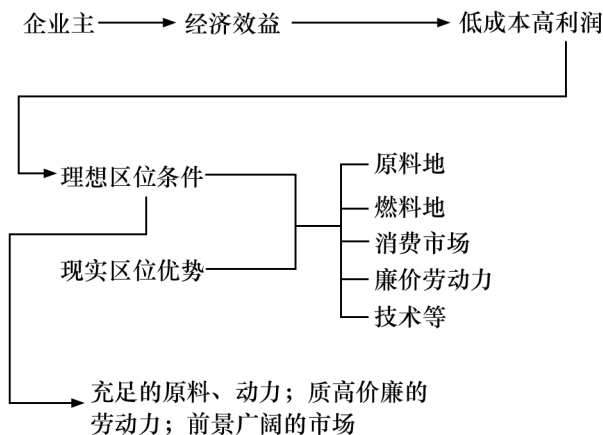 企业主 经济效益 低成本高利润
理想区位条件
现实区位优势
原料地
燃料地
消费市场
廉价劳动力
技术等
充足的原料、动力；质高价廉的
劳动力；前景广阔的市场